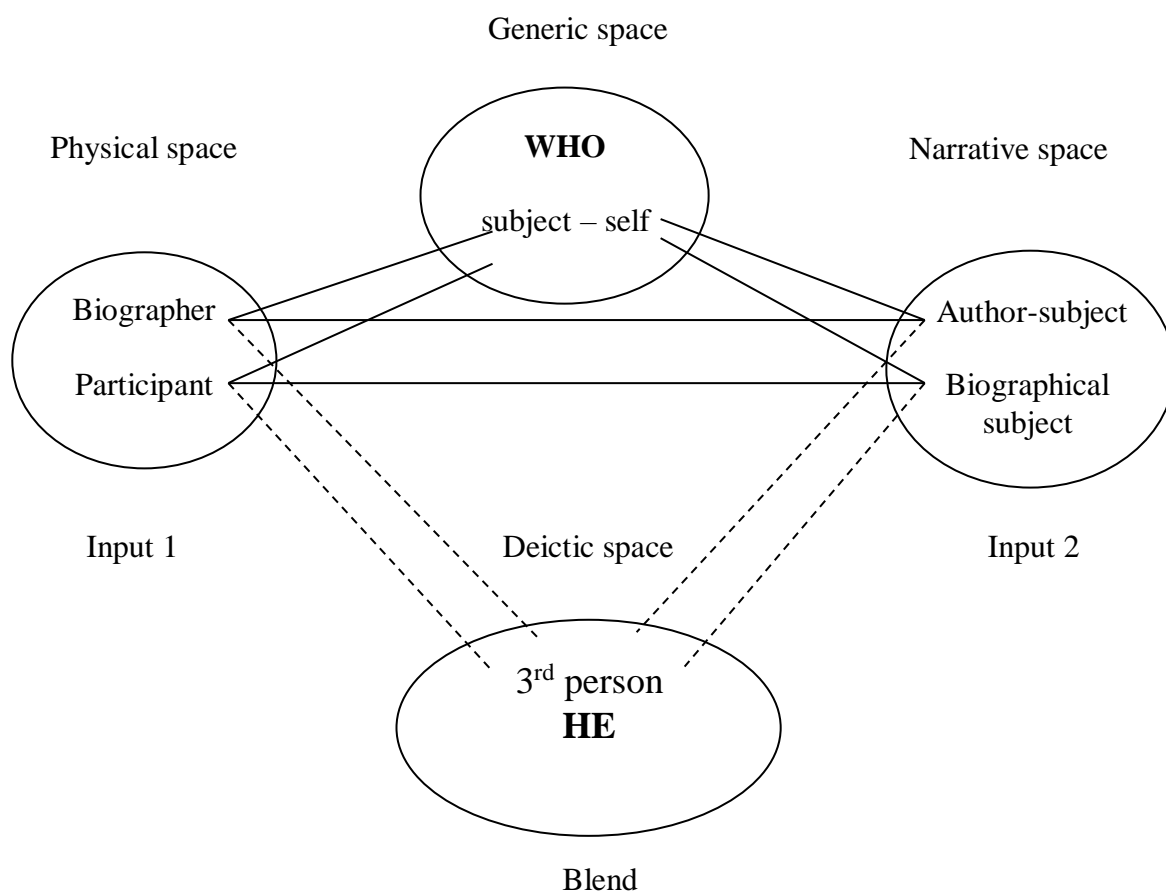 Generic space
Physical space
WHO
Narrative space
subject – self
Biographer
Author-subject
Participant
Biographical
subject
Input 1
Deictic space
Input 2
3rd person
HE
Blend